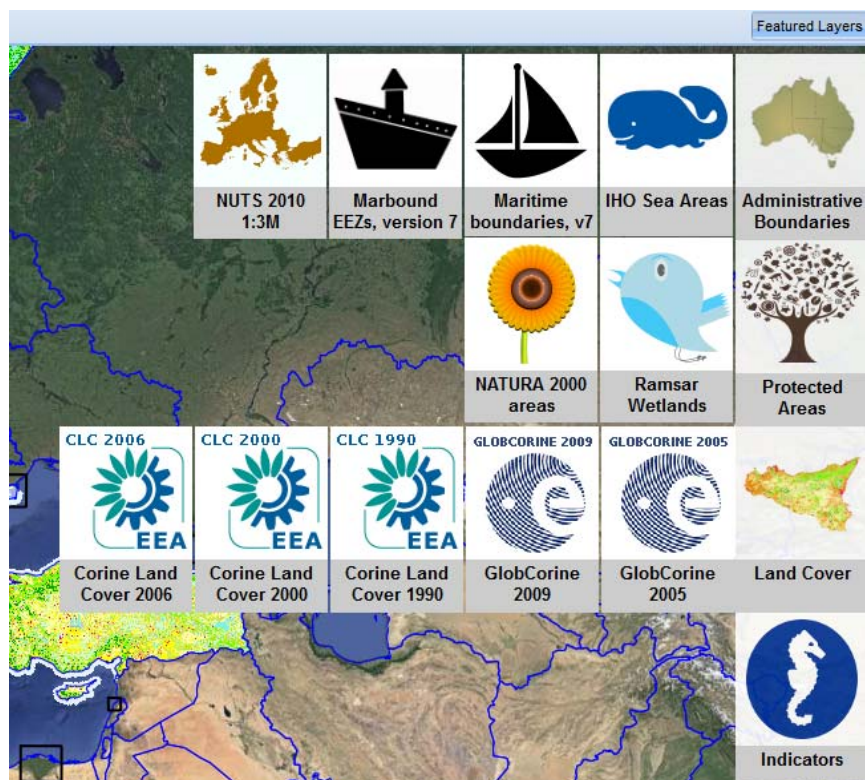 Featured Layers
NUTS 2010
1:3M
Marbound
EEZs, version 7
Maritime
boundaries, v7
IHO Sea Areas
Administrative
Boundaries
NATURA 2000
areas
Ramsar
Wetlands
Protected
Areas
CLC 2006
EEA
Corine Land
Cover 2006
CLC 2000
EEA
Corine Land
Cover 2000
CLC 1990
EEA
Corine Land
Cover 1990
GLOBCORINE 2009
GlobCorine
2009
GLOBCORINE 2005
GlobCorine
2005
Land Cover
Indicators